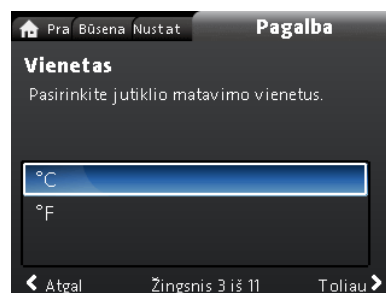 Pra Būsena Nustat Pagalba
Vienetas
Pasirinkite jutiklio matavimo vienetus.
°C
°F
Atgal Žingsnis 3 iš 11 Toliau